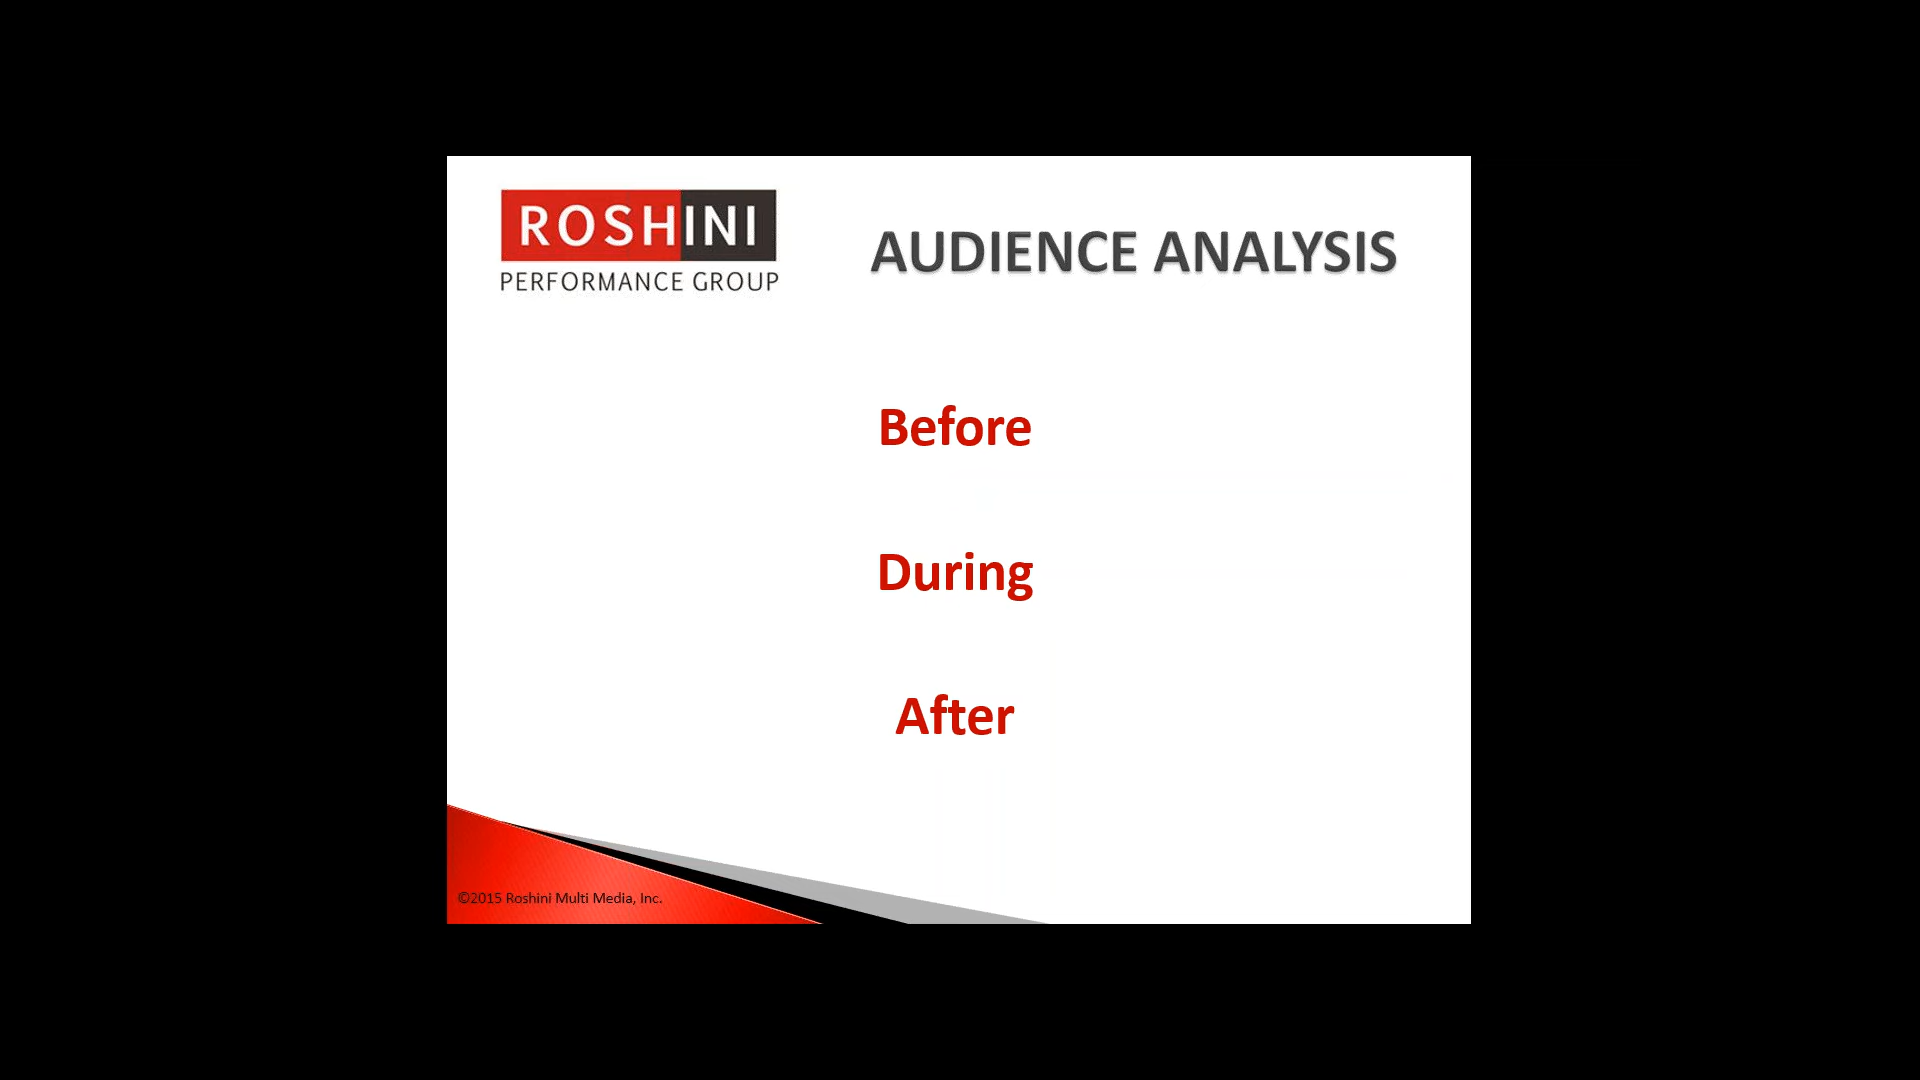 ROSHINI
PERFORMANCE GROUP
AUDIENCE ANALYSIS
Before
During
After
©2015 Roshini Multi Media, Inc.